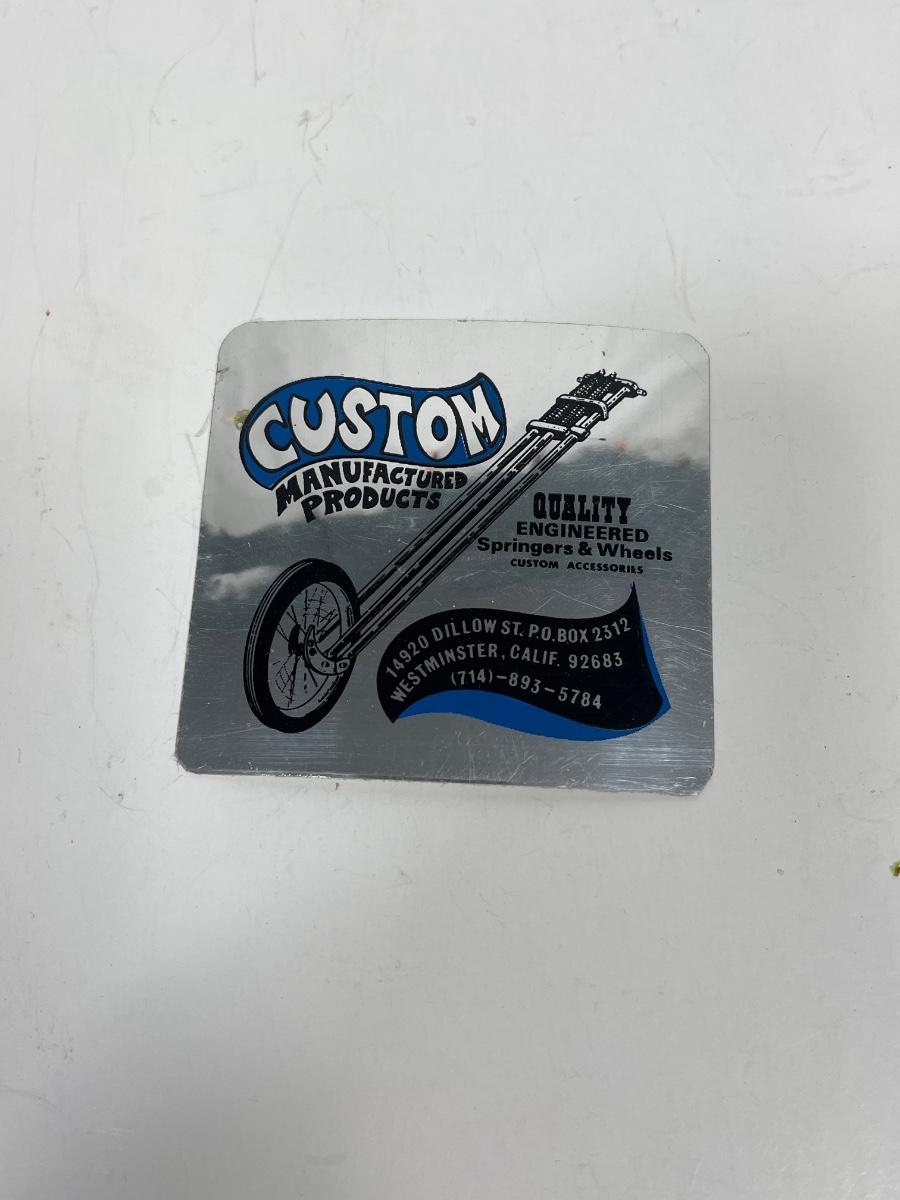 CUSTOM
MANUFACTURED
PRODUCTS
QUALITY
ENGINEERED
Springers & Wheels
CUSTOM ACCESSORIES
14920 DILLOW ST. P.O. BOX 2312
WESTMINSTER, CALIF. 92683
(714)-893-5784